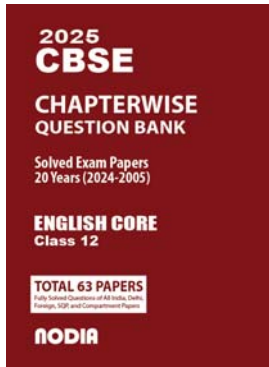 2025
CBSE
CHAPTERWISE
QUESTION BANK
Solved Exam Papers
20 Years (2024-2005)
ENGLISH CORE
Class 12
TOTAL 63 PAPERS
Fully Solved Questions of All India, Delhi,
Foreign, SQP, and Compartment Papers
NODIA